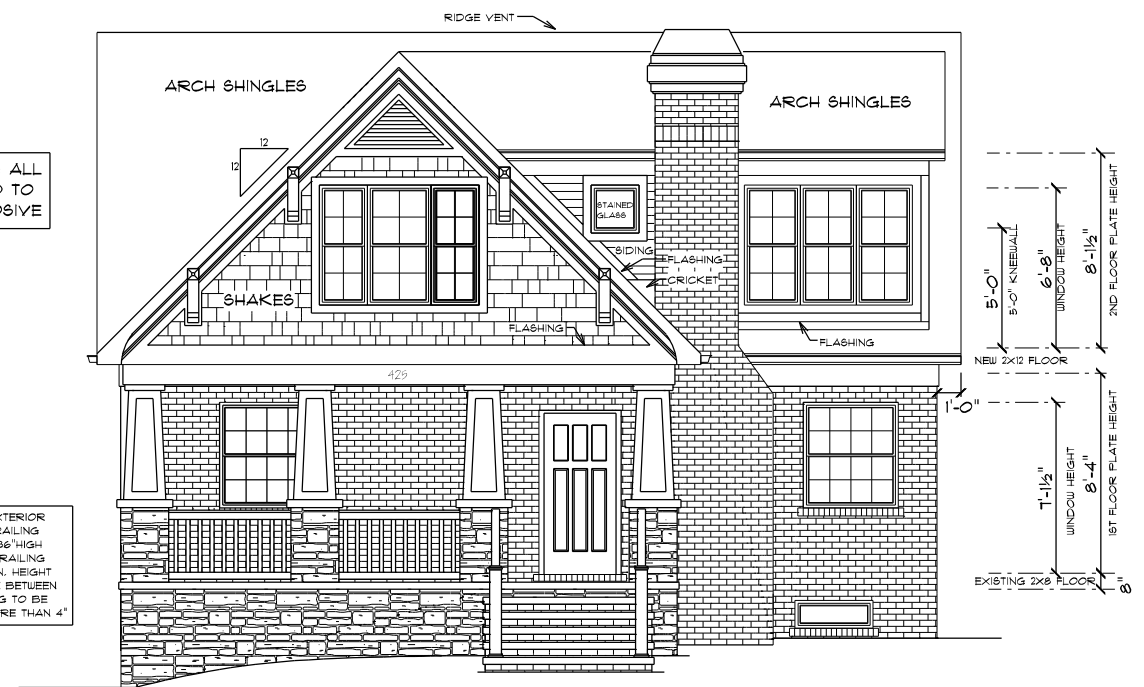 RIDGE VENT
ARCH SHINGLES
ARCH SHINGLES
12
12
ALL
TO
OSIVE
STAINED
GLASS
SIDING
FLASHING
CRICKET
SHAKES
FLASHING
FLASHING
425
5'-0"
5'-0" KNEEWALL
6'-8"
WINDOW HEIGHT
8'-1½"
2ND FLOOR PLATE HEIGHT
NEW 2X12 FLOOR
1'-0"
7'-1½"
WINDOW HEIGHT
8'-4"
1ST FLOOR PLATE HEIGHT
EXISTING 2X8 FLOOR
8"
XTERIOR
RAILING
36"HIGH
RAILING
N. HEIGHT
E BETWEEN
G TO BE
RE THAN 4"